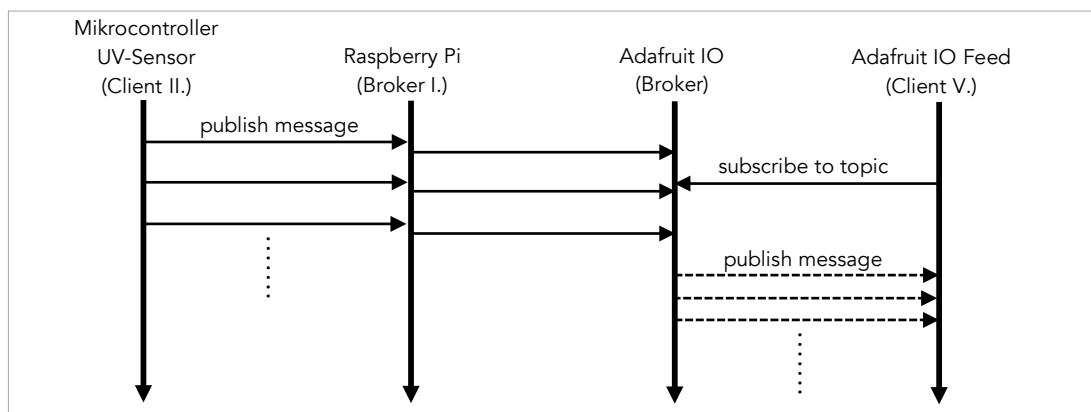 Mikrocontroller
UV-Sensor
(Client II.)
Raspberry Pi
(Broker I.)
Adafruit IO
(Broker)
Adafruit IO Feed
(Client V.)
publish message
subscribe to topic
publish message